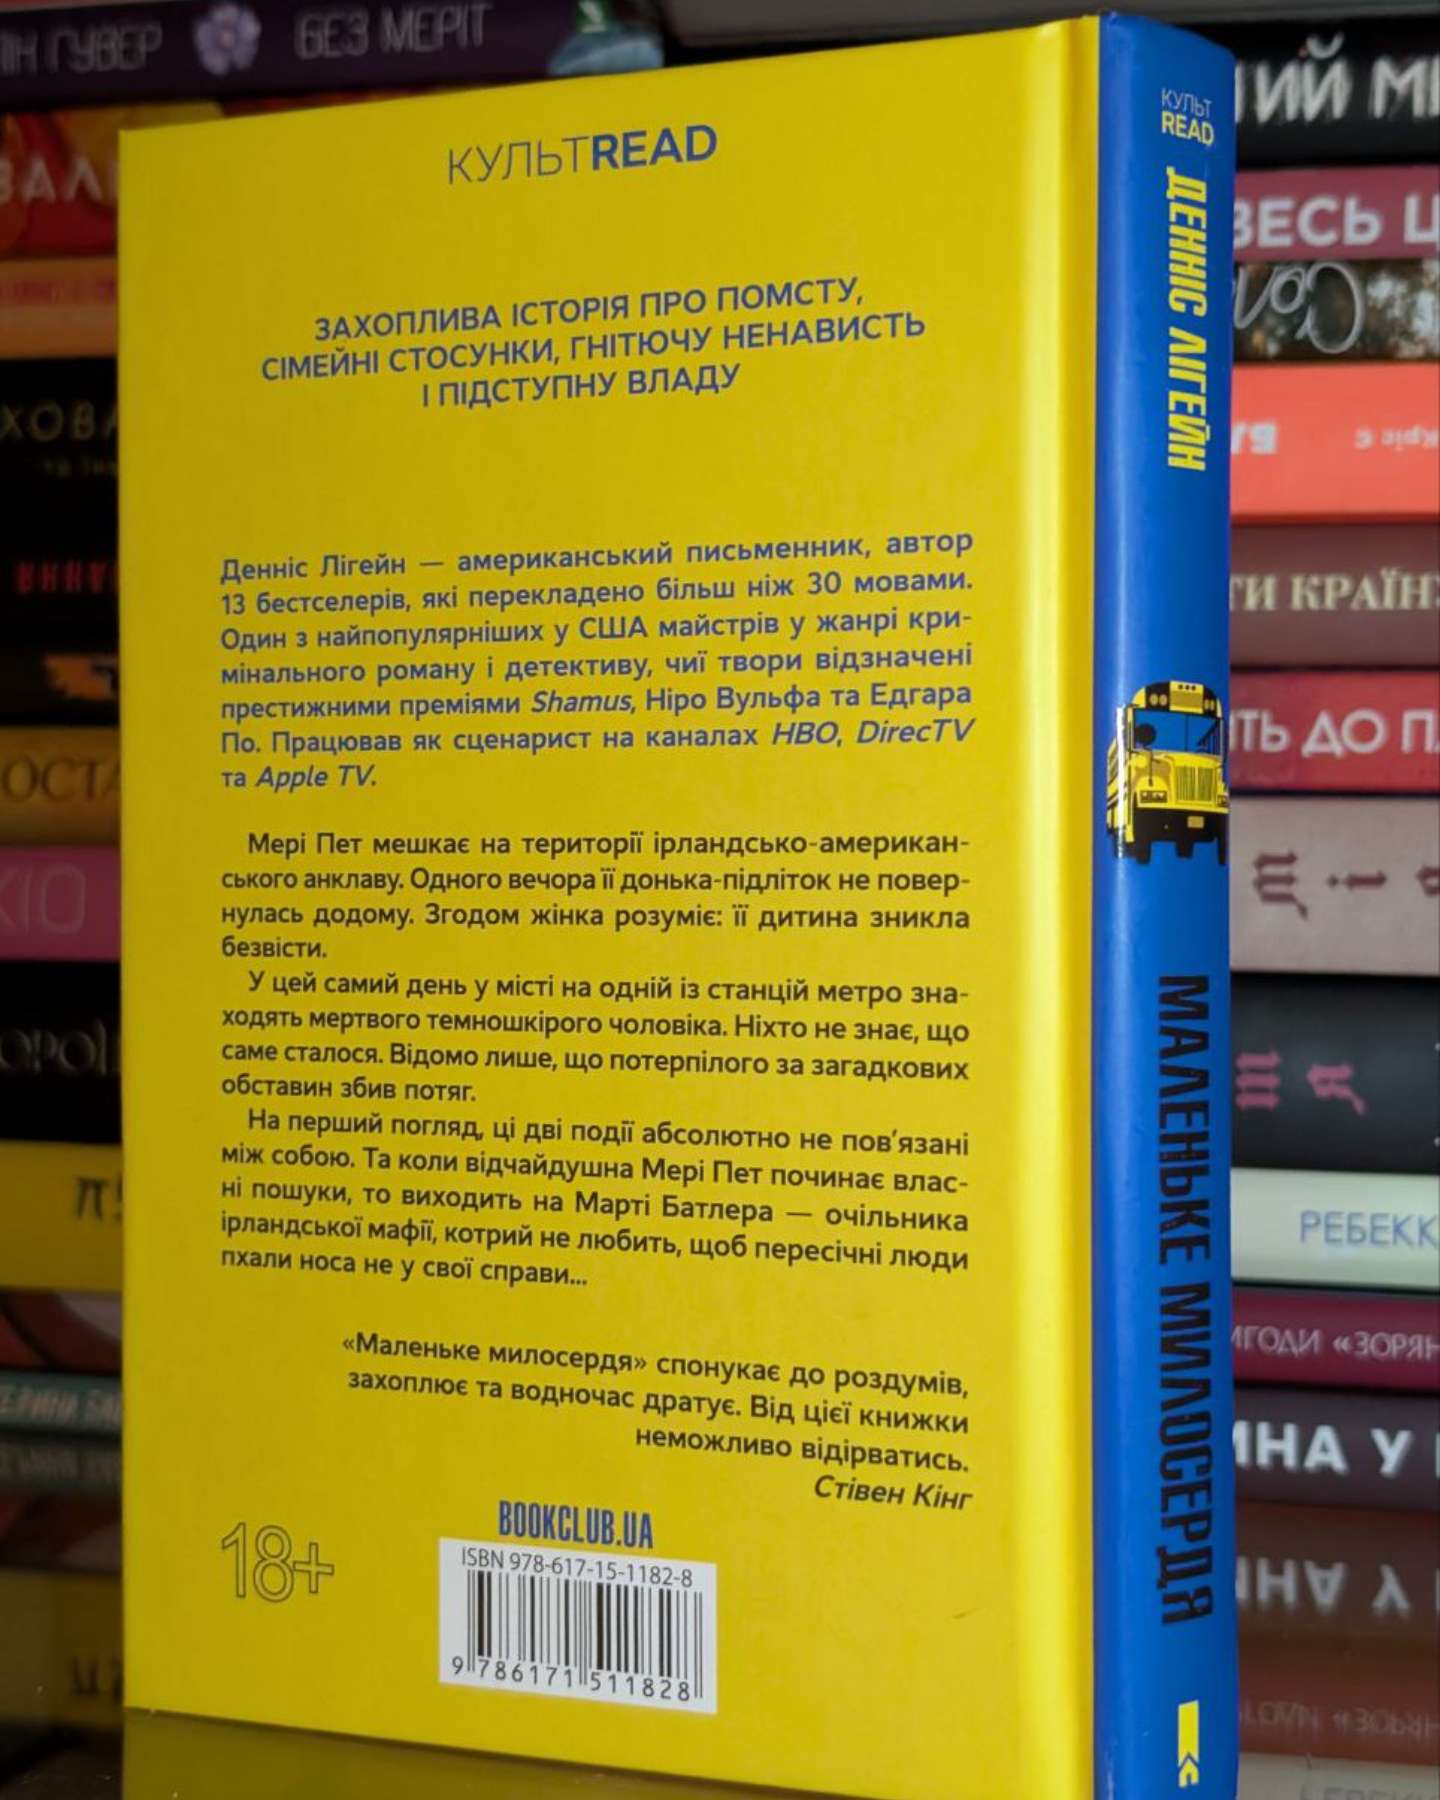 КУЛЬТREAD
ЗАХОПЛИВА ІСТОРІЯ ПРО ПОМСТУ,
СІМЕЙНІ СТОСУНКИ, ГНІТЮЧУ НЕНАВИСТЬ
І ПІДСТУПНУ ВЛАДУ
Денніс Лігейн — американський письменник, автор
13 бестселерів, які перекладено більш ніж 30 мовами.
Один з найпопулярніших у США майстрів у жанрі кри-
мінального роману і детективу, чиї твори відзначені
престижними преміями Shamus, Ніро Вульфа та Едгара
По. Працював як сценарист на каналах HBO, DirecTV
та Apple TV.
Мері Пет мешкає на території ірландсько-американ-
ського анклаву. Одного вечора її донька-підліток не повер-
нулась додому. Згодом жінка розуміє: її дитина зникла
безвісти.
У цей самий день у місті на одній із станцій метро зна-
ходять мертвого темношкірого чоловіка. Ніхто не знає, що
саме сталося. Відомо лише, що потерпілого за загадкових
обставин збив потяг.
На перший погляд, ці дві події абсолютно не пов’язані
між собою. Та коли відчайдушна Мері Пет починає влас-
ні пошуки, то виходить на Марті Батлера — очільника
ірландської мафії, котрий не любить, щоб пересічні люди
пхали носа не у свої справи...
«Маленьке милосердя» спонукає до роздумів,
захоплює та водночас дратує. Від цієї книжки
неможливо відірватись.
Стівен Кінг
18+
BOOKCLUB.UA
ISBN 978-617-15-1182-8
9 786171 511828
КУЛЬТ
READ
ДЕННІС ЛІГЕЙН
МАЛЕНЬКЕ МИЛОСЕРДЯ
ГУВЕР
БЕЗ МЕРІТ
ВЕСЬ
КРАЇН
ДО
РЕБЕКК
«ЗОРЯН
У